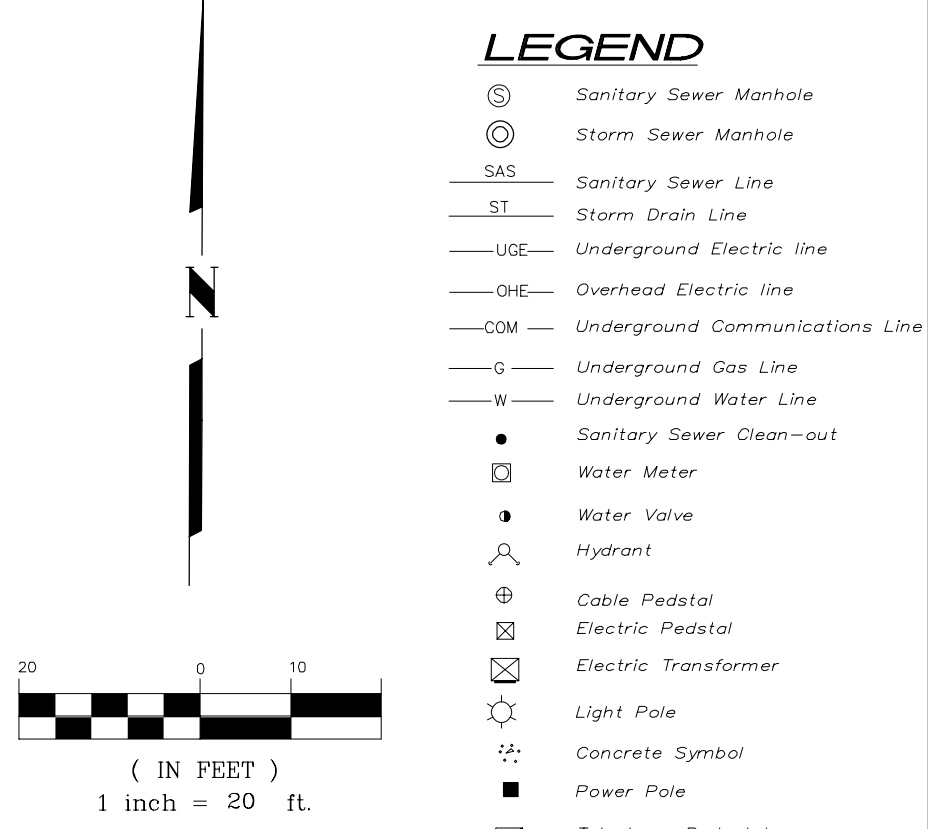 LEGEND
S Sanitary Sewer Manhole
Storm Sewer Manhole
SAS Sanitary Sewer Line
ST Storm Drain Line
UGE Underground Electric line
OHE Overhead Electric line
COM Underground Communications Line
G Underground Gas Line
W Underground Water Line
Sanitary Sewer Clean-out
Water Meter
Water Valve
Hydrant
Cable Pedstal
Electric Pedstal
Electric Transformer
Light Pole
Concrete Symbol
Power Pole
N
20 0 10
( IN FEET )
1 inch = 20 ft.